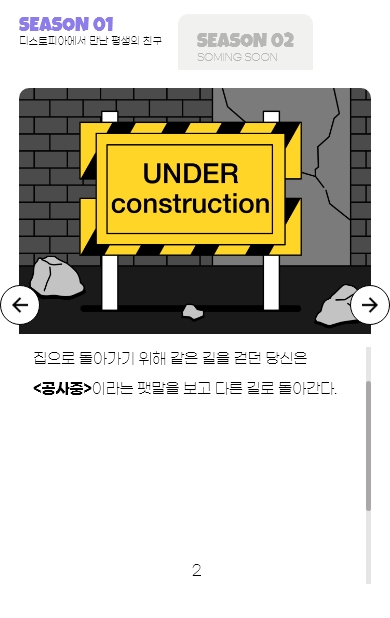 SEASON 01
디스토피아에서 만난 평생의 친구
SEASON 02
SOMING SOON
UNDER
construction
집으로 돌아가기 위해 같은 길을 걷던 당신은
<공사중>이라는 팻말을 보고 다른 길로 돌아간다.
2